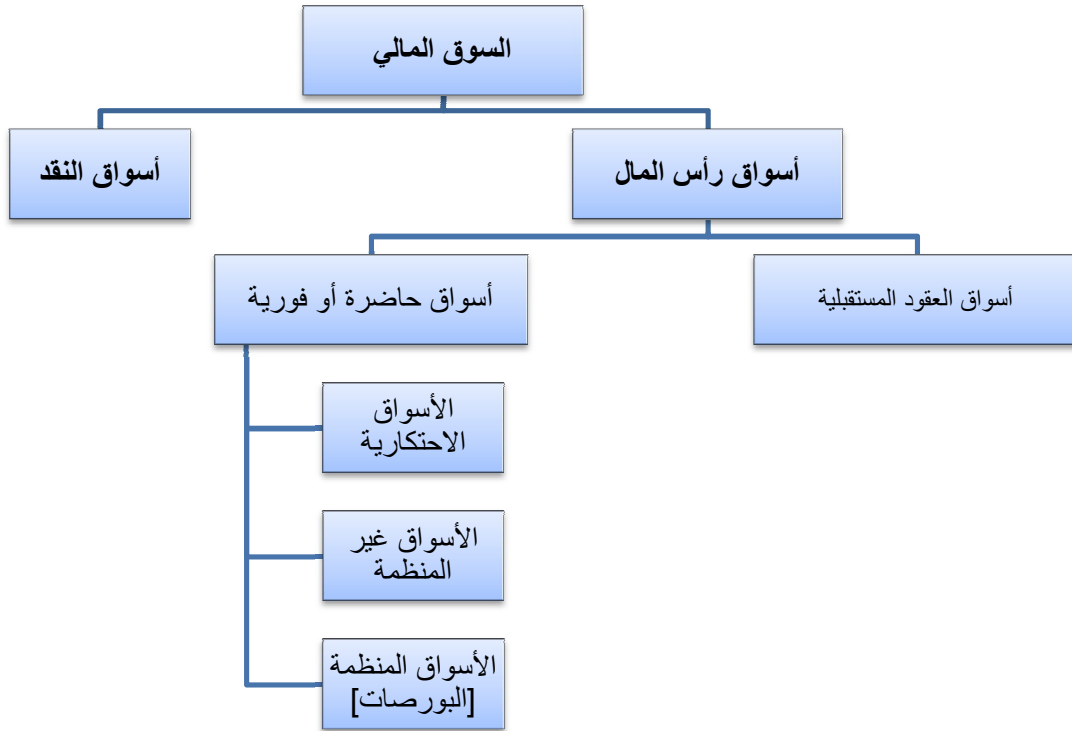 السوق المالي
أسواق رأس المال
أسواق النقد
أسواق العقود المستقبلية
أسواق حاضرة أو فورية
الأسواق
الاحتكارية
الأسواق غير
المنظمة
الأسواق المنظمة
[البورصات]